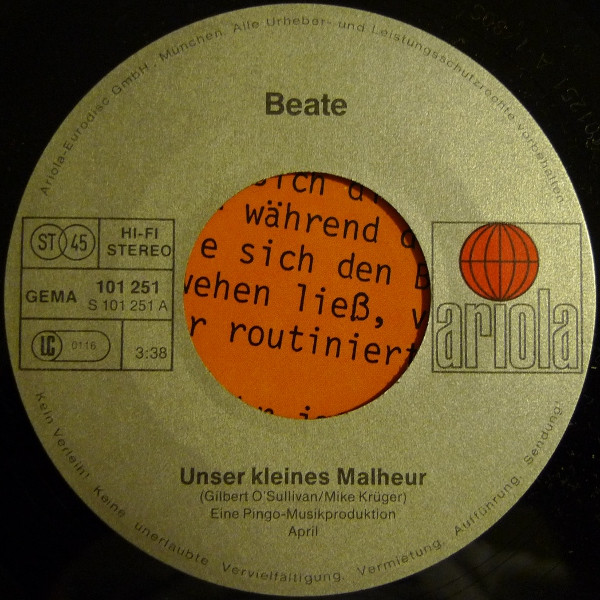 Ariola-Eurodisc GmbH, München. Alle Urheber- und Leistungsschutzrechte vorbehalten.
Beate
ST 45
HI-FI
STEREO
GEMA
101 251
S 101 251 A
LC 0116
3:38
ariola
sich
während
e sich den
wehen ließ,
r routinier
Unser kleines Malheur
(Gilbert O'Sullivan/Mike Krüger)
Eine Pingo-Musikproduktion
April
Kein Verleih! Keine unerlaubte Vervielfältigung, Vermietung, Aufführung, Sendung!